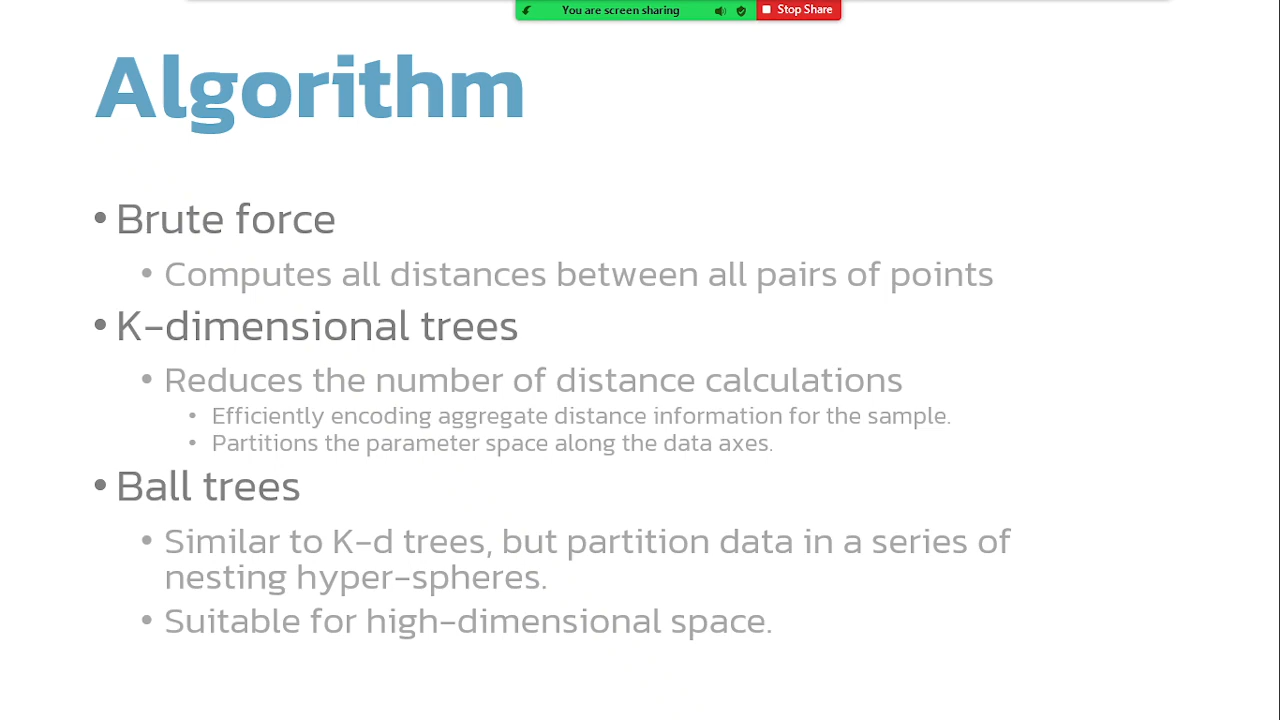 You are screen sharing
Stop Share
Algorithm
• Brute force
• Computes all distances between all pairs of points
• K-dimensional trees
• Reduces the number of distance calculations
• Efficiently encoding aggregate distance information for the sample.
• Partitions the parameter space along the data axes.
• Ball trees
• Similar to K-d trees, but partition data in a series of
nesting hyper-spheres.
• Suitable for high-dimensional space.